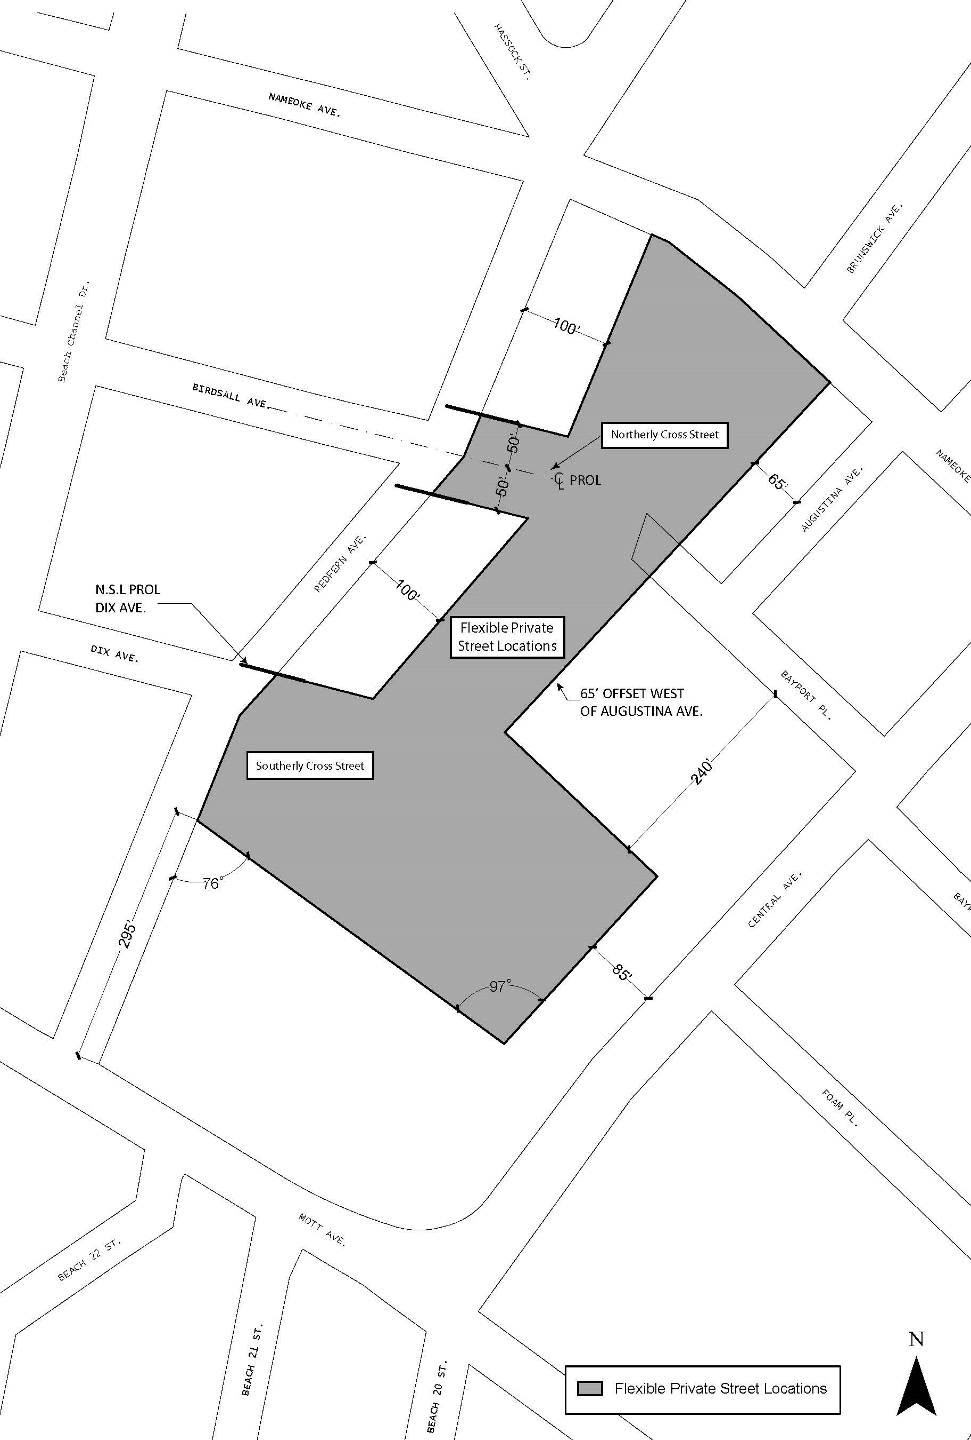 HASSOCK ST.
NAMEOKE AVE.
BRUNSWICK AVE.
Beach Channel Dr.
100'
BIRDSALL AVE.
50'
Northerly Cross Street
50'
℄ PROL
65'
NAMEOKE
AUGUSTINA AVE.
REDFERN AVE.
N.S.L PROL
DIX AVE.
100'
Flexible Private
Street Locations
DIX AVE.
65' OFFSET WEST
OF AUGUSTINA AVE.
BAYPORT PL.
Southerly Cross Street
240'
76°
295'
CENTRAL AVE.
BAYP
85'
97°
FOAM PL.
MOTT AVE.
BEACH 22 ST.
BEACH 21 ST.
BEACH 20 ST.
N
Flexible Private Street Locations